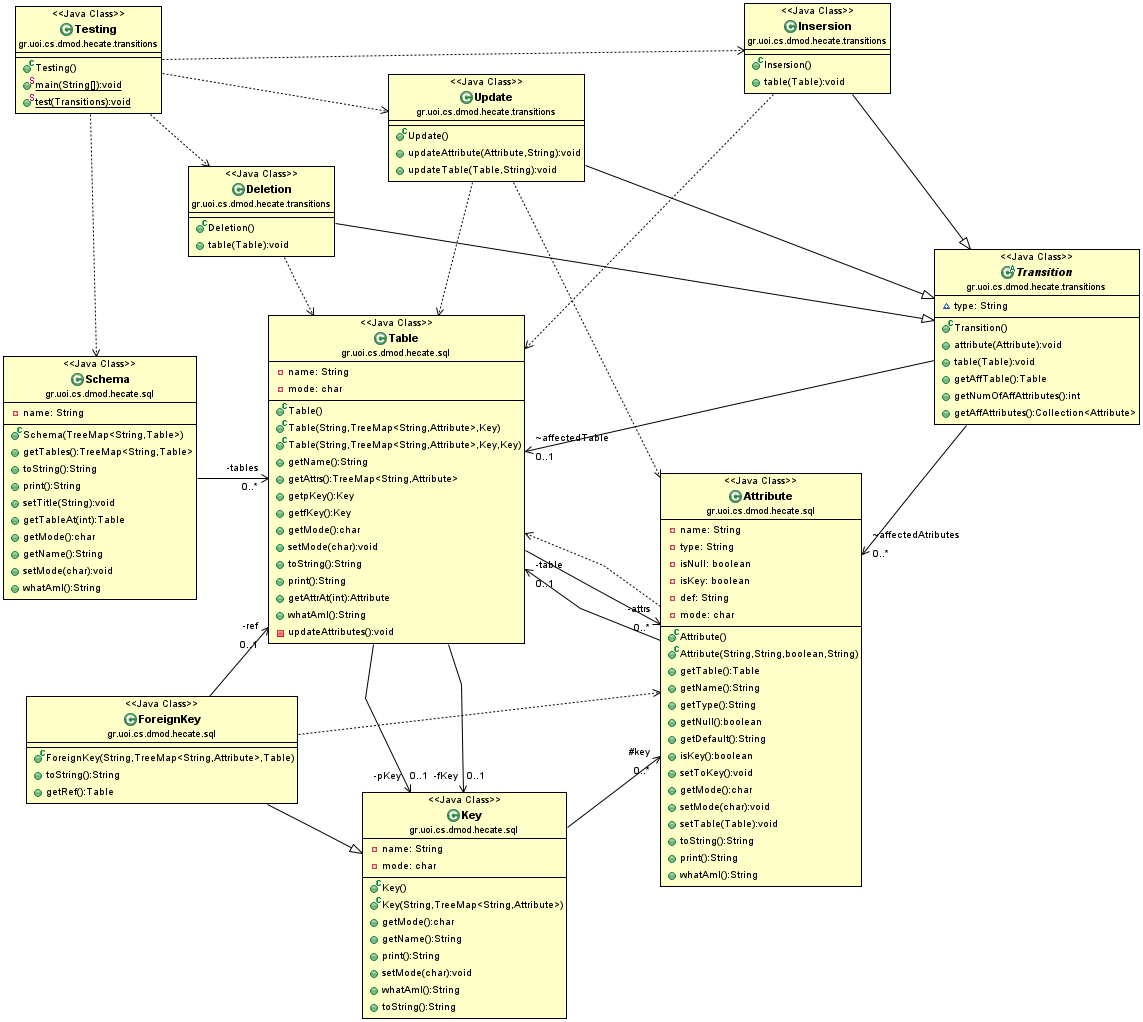 <<Java Class>>
Testing
gr.uoi.cs.dmod.hecate.transitions
Testing()
main(String[]):void
test(Transitions):void
<<Java Class>>
Insersion
gr.uoi.cs.dmod.hecate.transitions
Insersion()
table(Table):void
<<Java Class>>
Update
gr.uoi.cs.dmod.hecate.transitions
Update()
updateAttribute(Attribute,String):void
updateTable(Table,String):void
<<Java Class>>
Deletion
gr.uoi.cs.dmod.hecate.transitions
Deletion()
table(Table):void
<<Java Class>>
Transition
gr.uoi.cs.dmod.hecate.transitions
type: String
Transition()
attribute(Attribute):void
table(Table):void
getAffTable():Table
getNumOfAffAttributes():int
getAffAttributes():Collection<Attribute>
<<Java Class>>
Table
gr.uoi.cs.dmod.hecate.sql
name: String
mode: char
Table()
Table(String,TreeMap<String,Attribute>,Key)
Table(String,TreeMap<String,Attribute>,Key,Key)
getName():String
getAttrs():TreeMap<String,Attribute>
getpKey():Key
getfKey():Key
getMode():char
setMode(char):void
toString():String
print():String
getAttrAt(int):Attribute
whatAmI():String
updateAttributes():void
<<Java Class>>
Schema
gr.uoi.cs.dmod.hecate.sql
name: String
Schema(TreeMap<String,Table>)
getTables():TreeMap<String,Table>
toString():String
print():String
setTitle(String):void
getTableAt(int):Table
getMode():char
getName():String
setMode(char):void
whatAmI():String
-tables
0..*
~affectedTable
0..1
~affectedAtributes
0..*
-table
0..1
-attrs
0..*
<<Java Class>>
Attribute
gr.uoi.cs.dmod.hecate.sql
name: String
type: String
isNull: boolean
isKey: boolean
def: String
mode: char
Attribute()
Attribute(String,String,boolean,String)
getTable():Table
getName():String
getType():String
getNull():boolean
getDefault():String
isKey():boolean
setToKey():void
getMode():char
setMode(char):void
setTable(Table):void
toString():String
print():String
whatAmI():String
-ref
0..1
<<Java Class>>
ForeignKey
gr.uoi.cs.dmod.hecate.sql
ForeignKey(String,TreeMap<String,Attribute>,Table)
toString():String
getRef():Table
-pKey 0..1
-fKey 0..1
#key
0..*
<<Java Class>>
Key
gr.uoi.cs.dmod.hecate.sql
name: String
mode: char
Key()
Key(String,TreeMap<String,Attribute>)
getMode():char
getName():String
print():String
setMode(char):void
whatAmI():String
toString():String